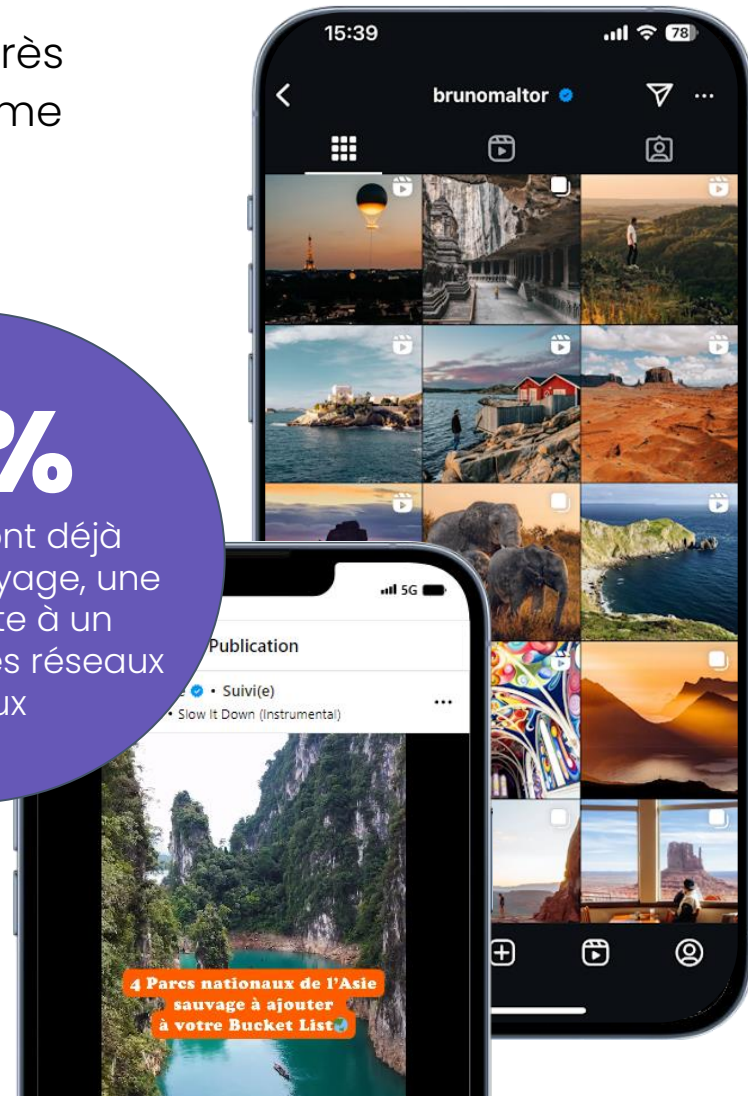 rès
me
%
ont déjà
yage, une
te à un
es réseaux
ux
15:39
78
brunomaltor
5G
Publication
e • Suivi(e)
• Slow It Down (Instrumental)
4 Parcs nationaux de l'Asie
sauvage à ajouter
à votre Bucket List